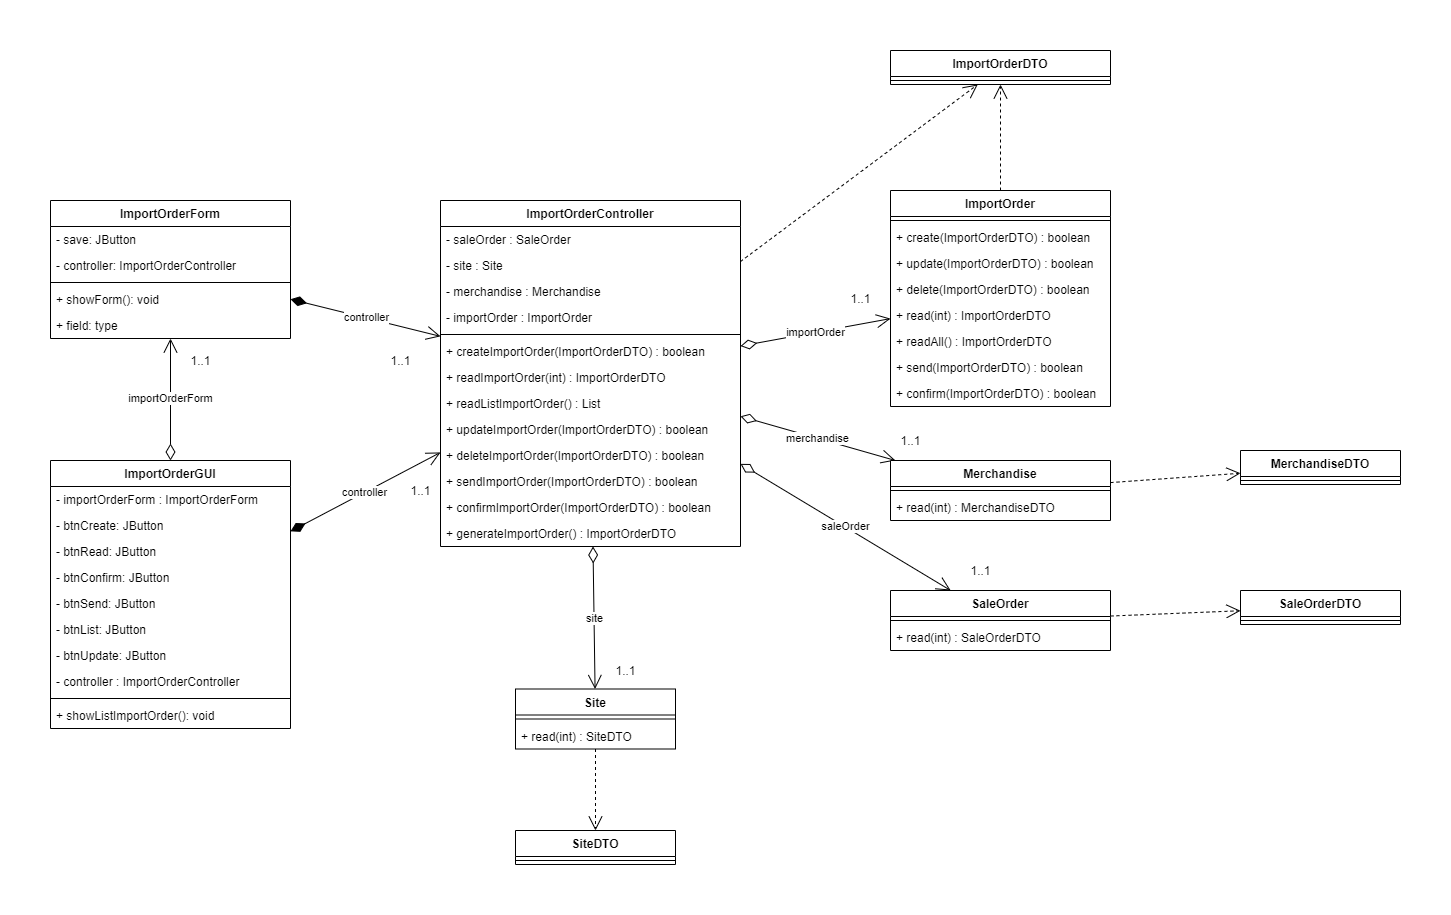 ImportOrderDTO
ImportOrder
+ create(ImportOrderDTO) : boolean
+ update(ImportOrderDTO) : boolean
+ delete(ImportOrderDTO) : boolean
+ read(int) : ImportOrderDTO
+ readAll() : ImportOrderDTO
+ send(ImportOrderDTO) : boolean
+ confirm(ImportOrderDTO) : boolean
ImportOrderForm
- save: JButton
- controller: ImportOrderController
+ showForm(): void
+ field: type
controller
1..1
1..1
importOrderForm
ImportOrderController
- saleOrder : SaleOrder
- site : Site
- merchandise : Merchandise
- importOrder : ImportOrder
+ createImportOrder(ImportOrderDTO) : boolean
+ readImportOrder(int) : ImportOrderDTO
+ readListImportOrder() : List
+ updateImportOrder(ImportOrderDTO) : boolean
+ deleteImportOrder(ImportOrderDTO) : boolean
+ sendImportOrder(ImportOrderDTO) : boolean
+ confirmImportOrder(ImportOrderDTO) : boolean
+ generateImportOrder() : ImportOrderDTO
1..1
importOrder
merchandise
1..1
saleOrder
1..1
ImportOrderGUI
- importOrderForm : ImportOrderForm
- btnCreate: JButton
- btnRead: JButton
- btnConfirm: JButton
- btnSend: JButton
- btnList: JButton
- btnUpdate: JButton
- controller : ImportOrderController
+ showListImportOrder(): void
controller
1..1
Merchandise
+ read(int) : MerchandiseDTO
MerchandiseDTO
SaleOrder
+ read(int) : SaleOrderDTO
SaleOrderDTO
site
1..1
Site
+ read(int) : SiteDTO
SiteDTO